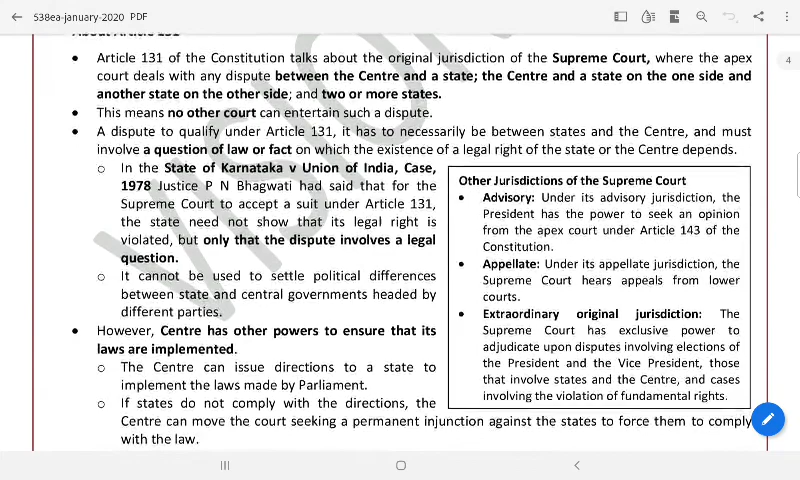 538ea-january-2020 PDF
4
About Article 131
• Article 131 of the Constitution talks about the original jurisdiction of the Supreme Court, where the apex
court deals with any dispute between the Centre and a state; the Centre and a state on the one side and
another state on the other side; and two or more states.
• This means no other court can entertain such a dispute.
• A dispute to qualify under Article 131, it has to necessarily be between states and the Centre, and must
involve a question of law or fact on which the existence of a legal right of the state or the Centre depends.
o In the State of Karnataka v Union of India, Case,
1978 Justice P N Bhagwati had said that for the
Supreme Court to accept a suit under Article 131,
the state need not show that its legal right is
violated, but only that the dispute involves a legal
question.
o It cannot be used to settle political differences
between state and central governments headed by
different parties.
• However, Centre has other powers to ensure that its
laws are implemented.
o The Centre can issue directions to a state to
implement the laws made by Parliament.
o If states do not comply with the directions, the
Centre can move the court seeking a permanent injunction against the states to force them to comply
with the law.
Other Jurisdictions of the Supreme Court
• Advisory: Under its advisory jurisdiction, the
President has the power to seek an opinion
from the apex court under Article 143 of the
Constitution.
• Appellate: Under its appellate jurisdiction, the
Supreme Court hears appeals from lower
courts.
• Extraordinary original jurisdiction: The
Supreme Court has exclusive power to
adjudicate upon disputes involving elections of
the President and the Vice President, those
that involve states and the Centre, and cases
involving the violation of fundamental rights.
VISION